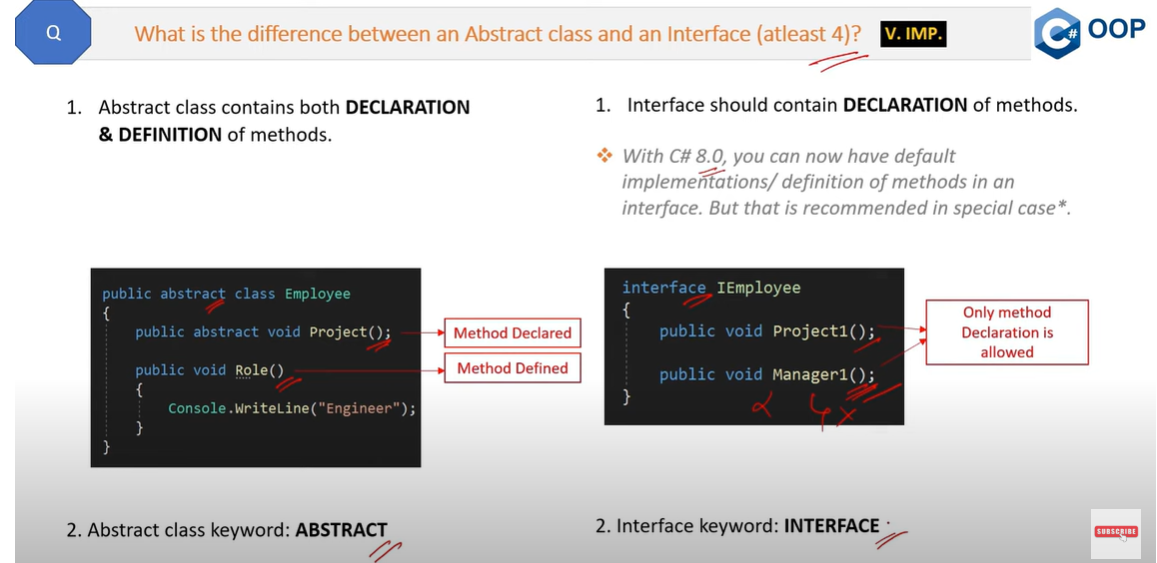 Q
What is the difference between an Abstract class and an Interface (atleast 4)? V. IMP.
C# OOP
1. Abstract class contains both DECLARATION
& DEFINITION of methods.
1. Interface should contain DECLARATION of methods.
With C# 8.0, you can now have default
implementations/ definition of methods in an
interface. But that is recommended in special case*.
public abstract class Employee
{
public abstract void Project();
public void Role()
{
Console.WriteLine("Engineer");
}
}
Method Declared
Method Defined
interface IEmployee
{
public void Project1();
public void Manager1();
}
Only method
Declaration is
allowed
2. Abstract class keyword: ABSTRACT
2. Interface keyword: INTERFACE
SUBSCRIBE